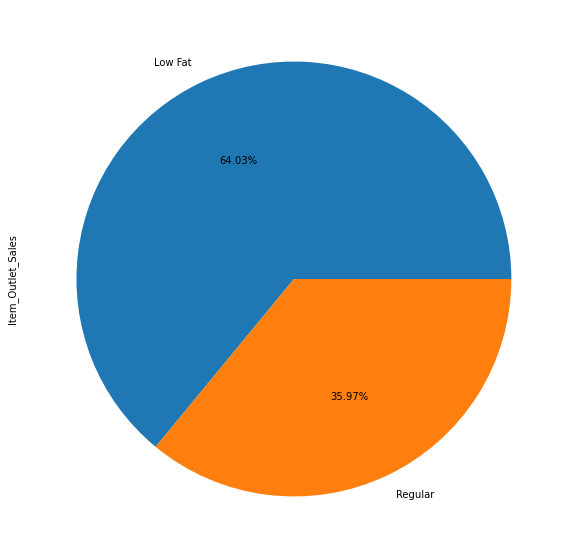 Low Fat
64.03%
Item_Outlet_Sales
35.97%
Regular